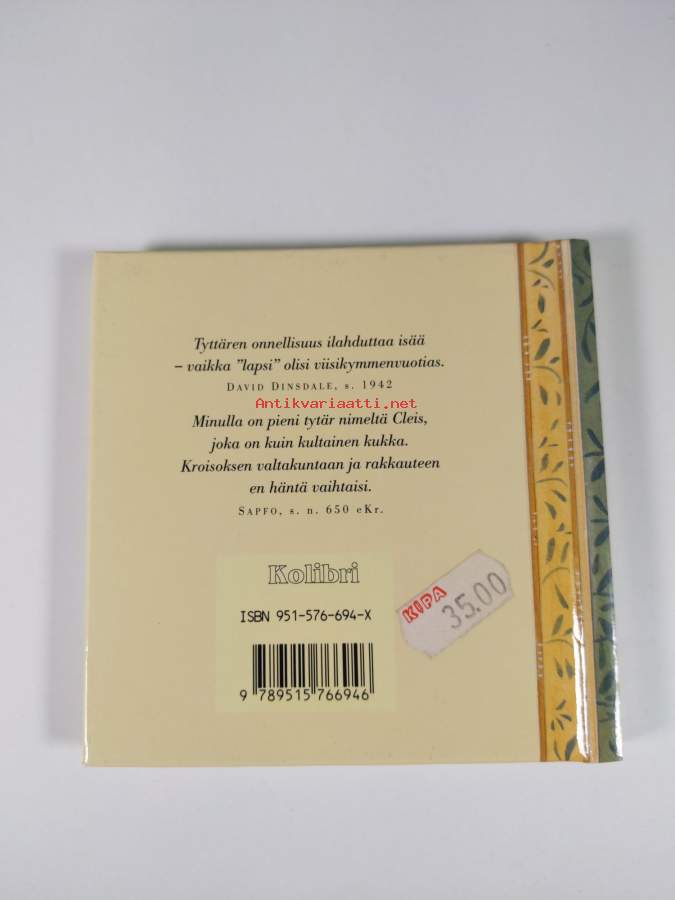 Tyttären onnellisuus ilahduttaa isää
– vaikka ”lapsi” olisi viisikymmenvuotias.
DAVID DINSDALE, s. 1942
Antikvariaatti.net
Minulla on pieni tytär nimeltä Cleis,
joka on kuin kultainen kukka.
Kroisoksen valtakuntaan ja rakkauteen
en häntä vaihtaisi.
SAPFO, s. n. 650 eKr.
Kolibri
ISBN 951-576-694-X
9 789515 766946
KIPA
35.00